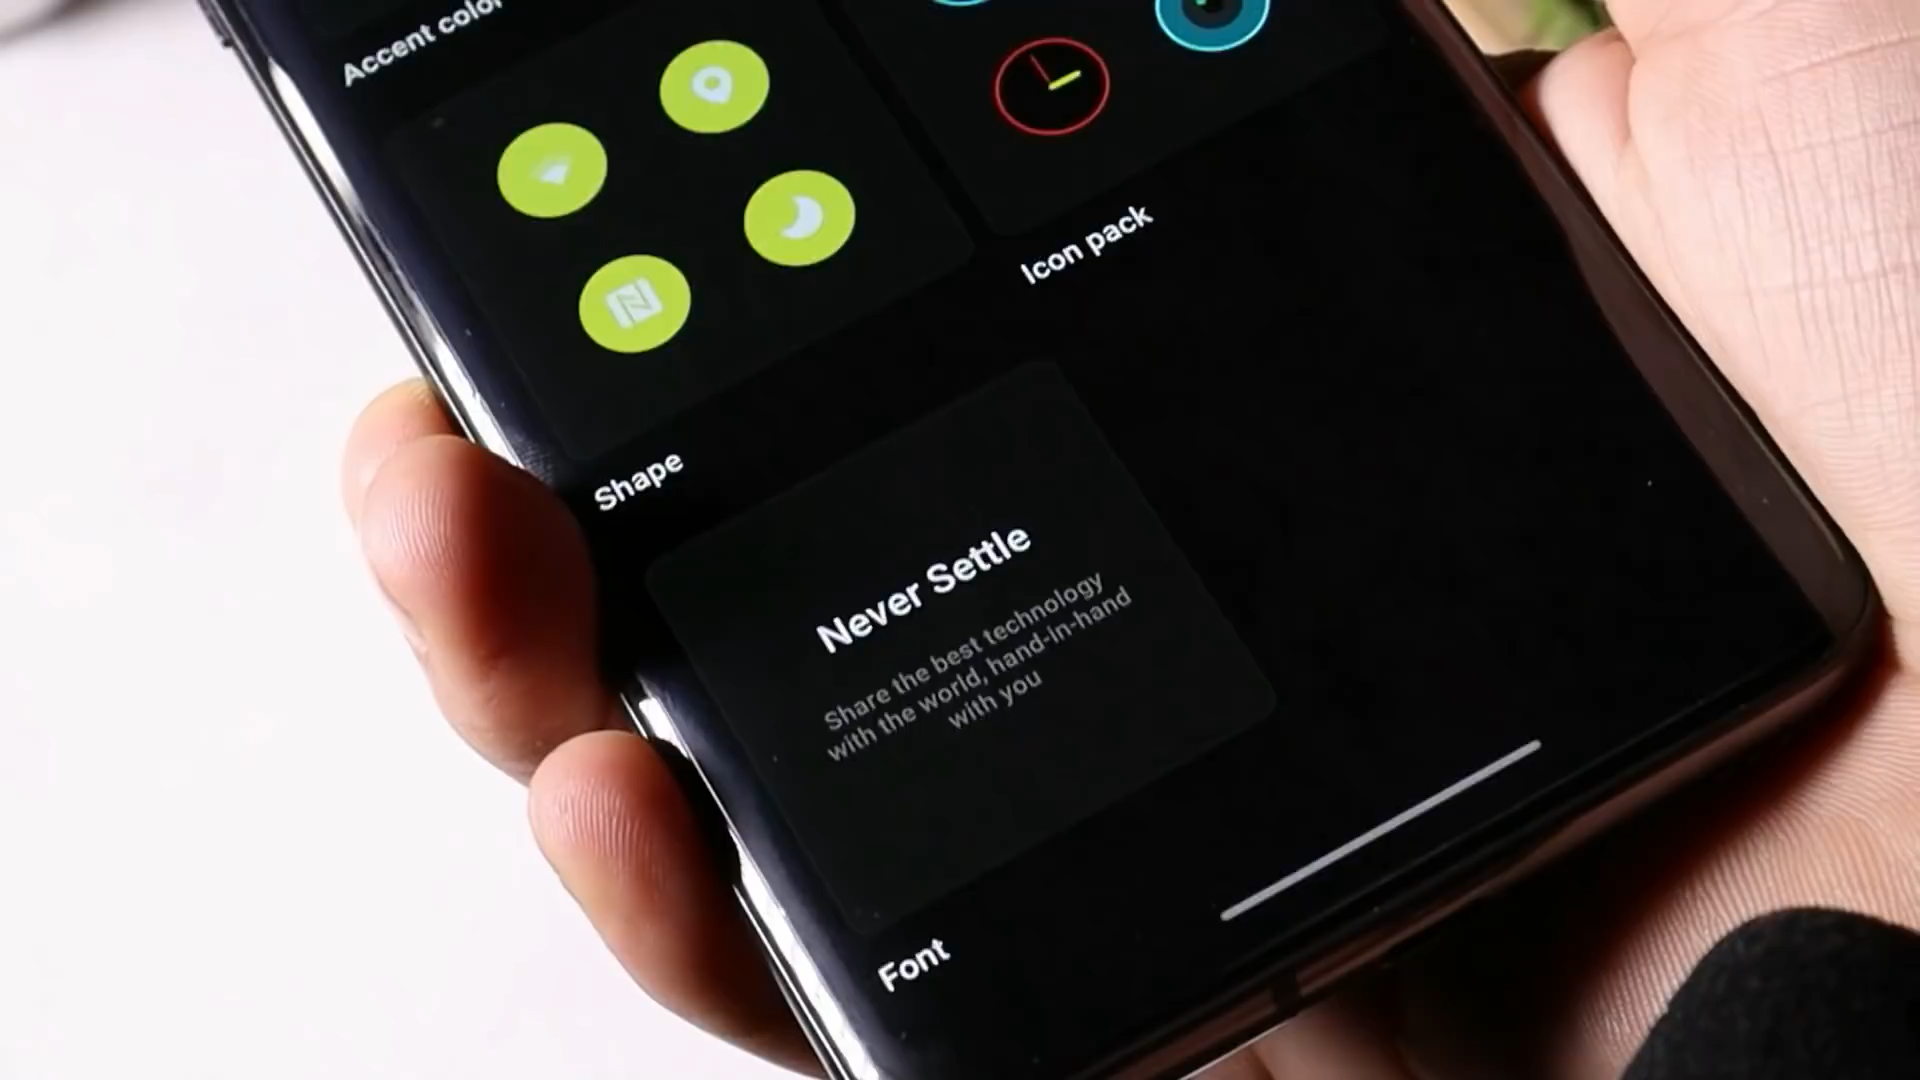 Accent color
Icon pack
Shape
Never Settle
Share the best technology
with the world, hand-in-hand
with you
Font